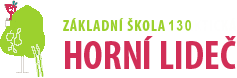 ZÁKLADNÍ ŠKOLA 130
HORNÍ LIDEČ